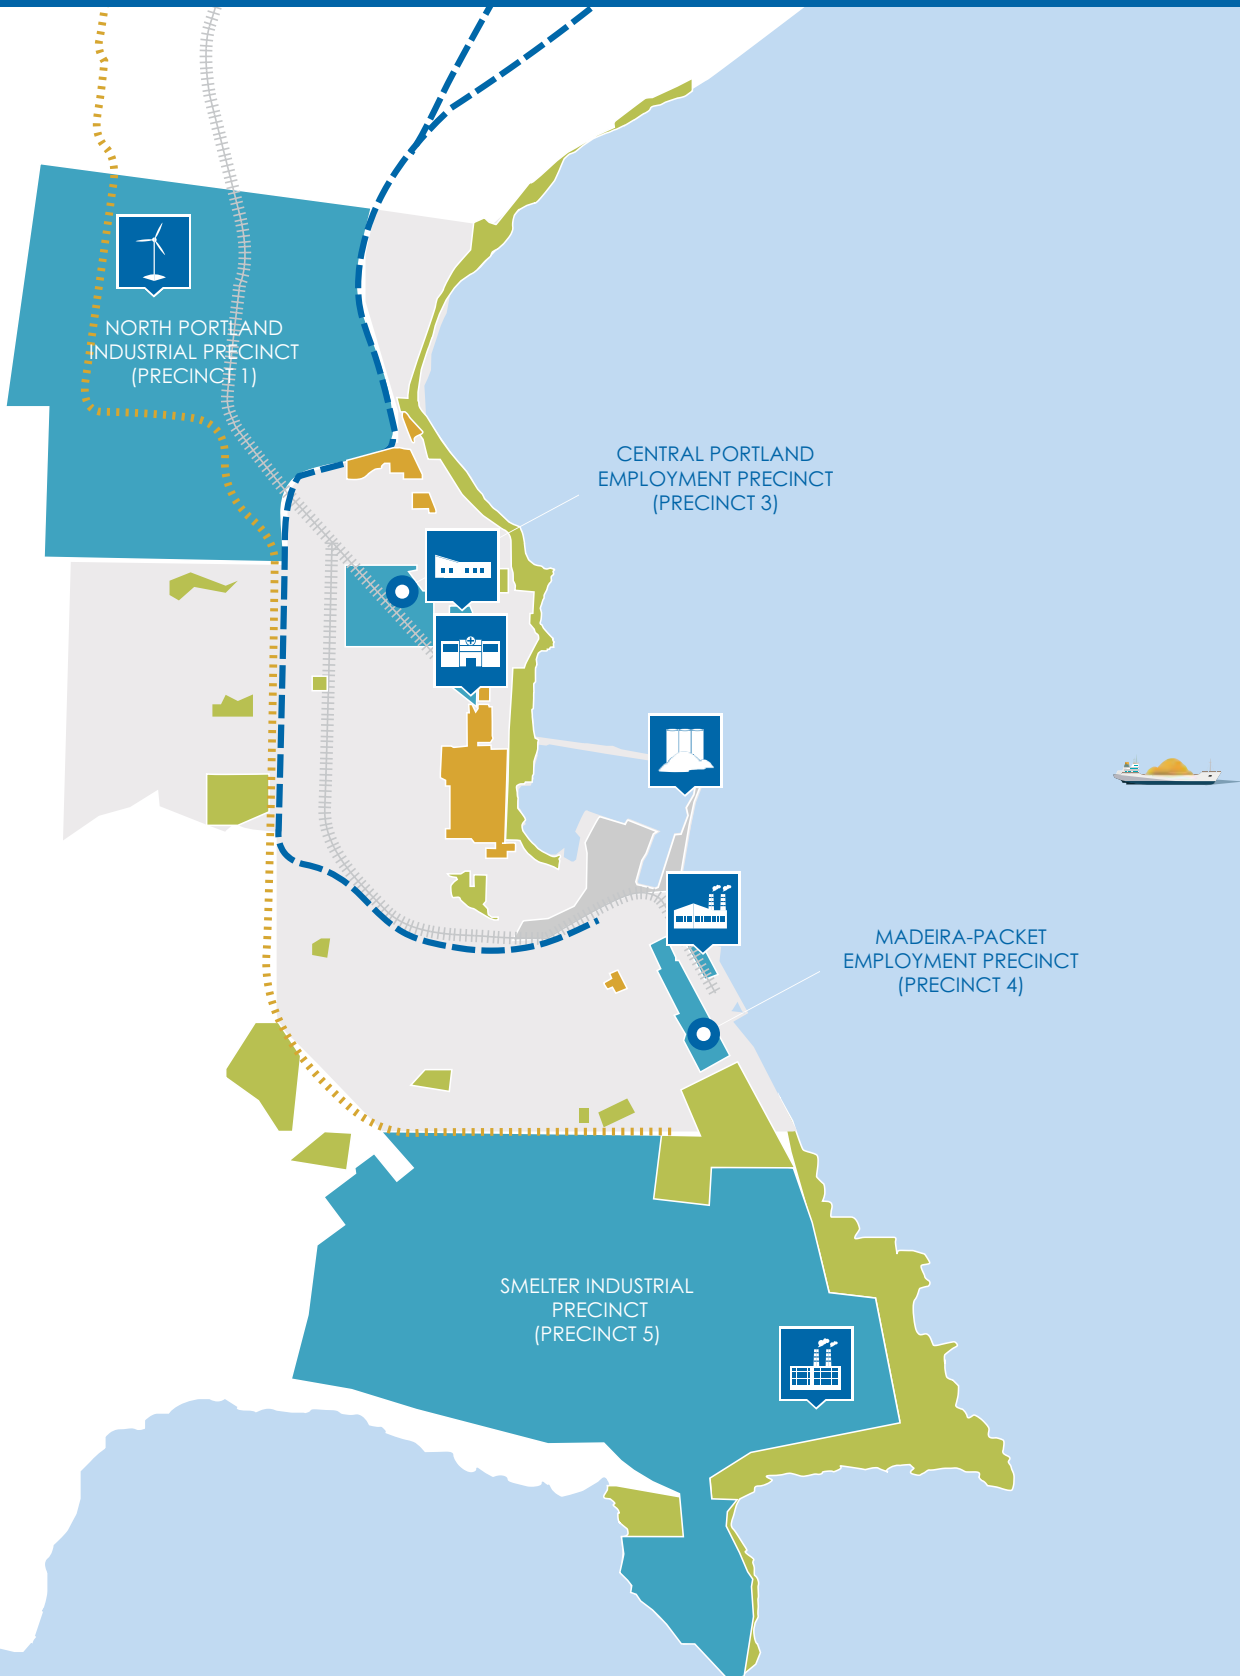 NORTH PORTLAND
INDUSTRIAL PRECINCT
(PRECINCT 1)
CENTRAL PORTLAND
EMPLOYMENT PRECINCT
(PRECINCT 3)
MADEIRA-PACKET
EMPLOYMENT PRECINCT
(PRECINCT 4)
SMELTER INDUSTRIAL
PRECINCT
(PRECINCT 5)